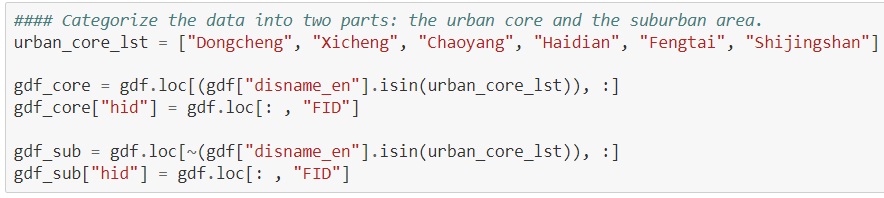 #### Categorize the data into two parts: the urban core and the suburban area.
urban_core_lst = ["Dongcheng", "Xicheng", "Chaoyang", "Haidian", "Fengtai", "Shijingshan"]
gdf_core = gdf.loc[(gdf["disname_en"].isin(urban_core_lst)), :]
gdf_core["hid"] = gdf.loc[: , "FID"]
gdf_sub = gdf.loc[~(gdf["disname_en"].isin(urban_core_lst)), :]
gdf_sub["hid"] = gdf.loc[: , "FID"]